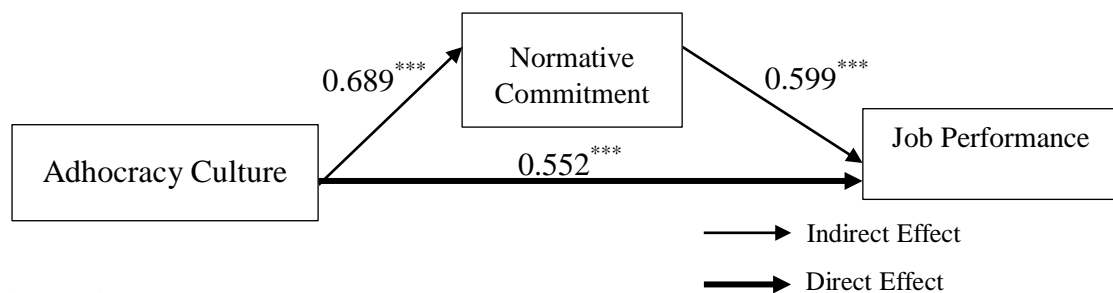 Normative
Commitment
0.689***
0.599***
Job Performance
Adhocracy Culture
0.552***
Indirect Effect
Direct Effect